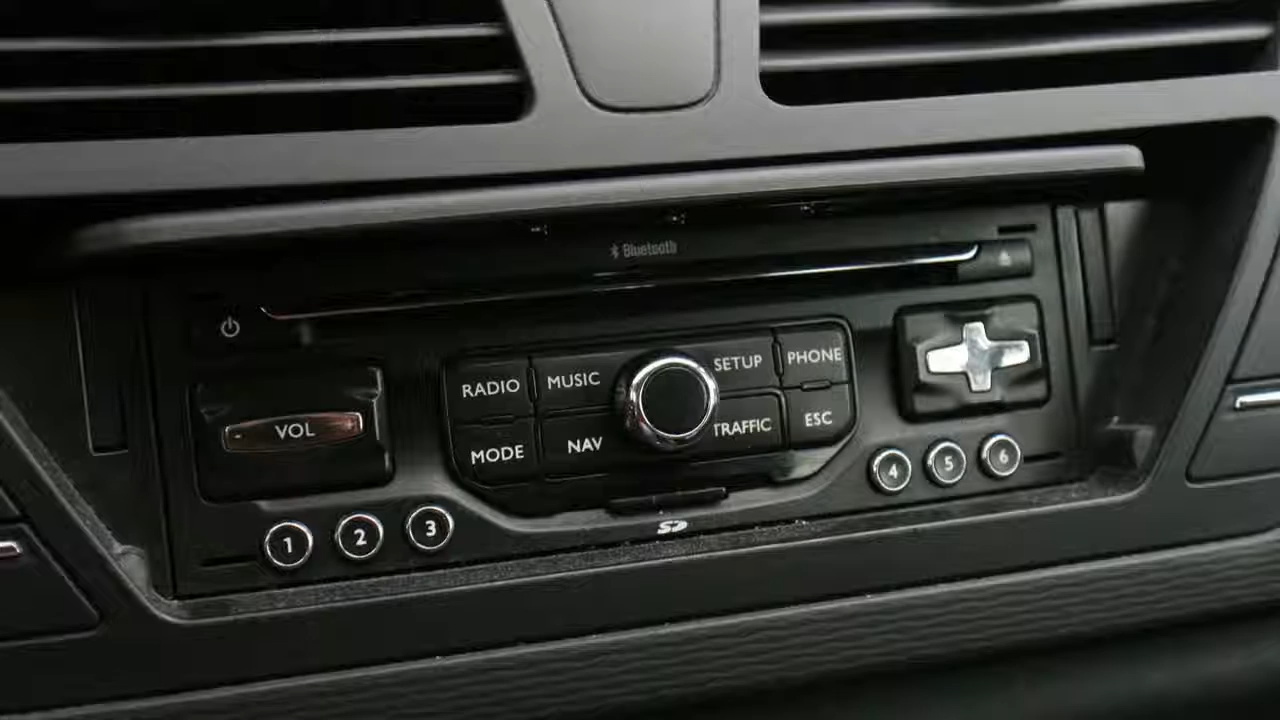 Bluetooth
RADIO MUSIC SETUP PHONE
VOL MODE NAV TRAFFIC ESC
1 2 3 4 5 6
SD